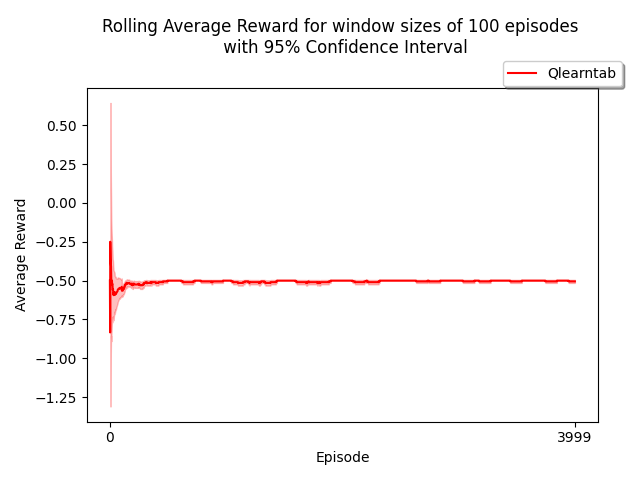 Rolling Average Reward for window sizes of 100 episodes
with 95% Confidence Interval
Qlearntab
0.50
0.25
0.00
−0.25
−0.50
−0.75
−1.00
−1.25
Average Reward
0 3999
Episode